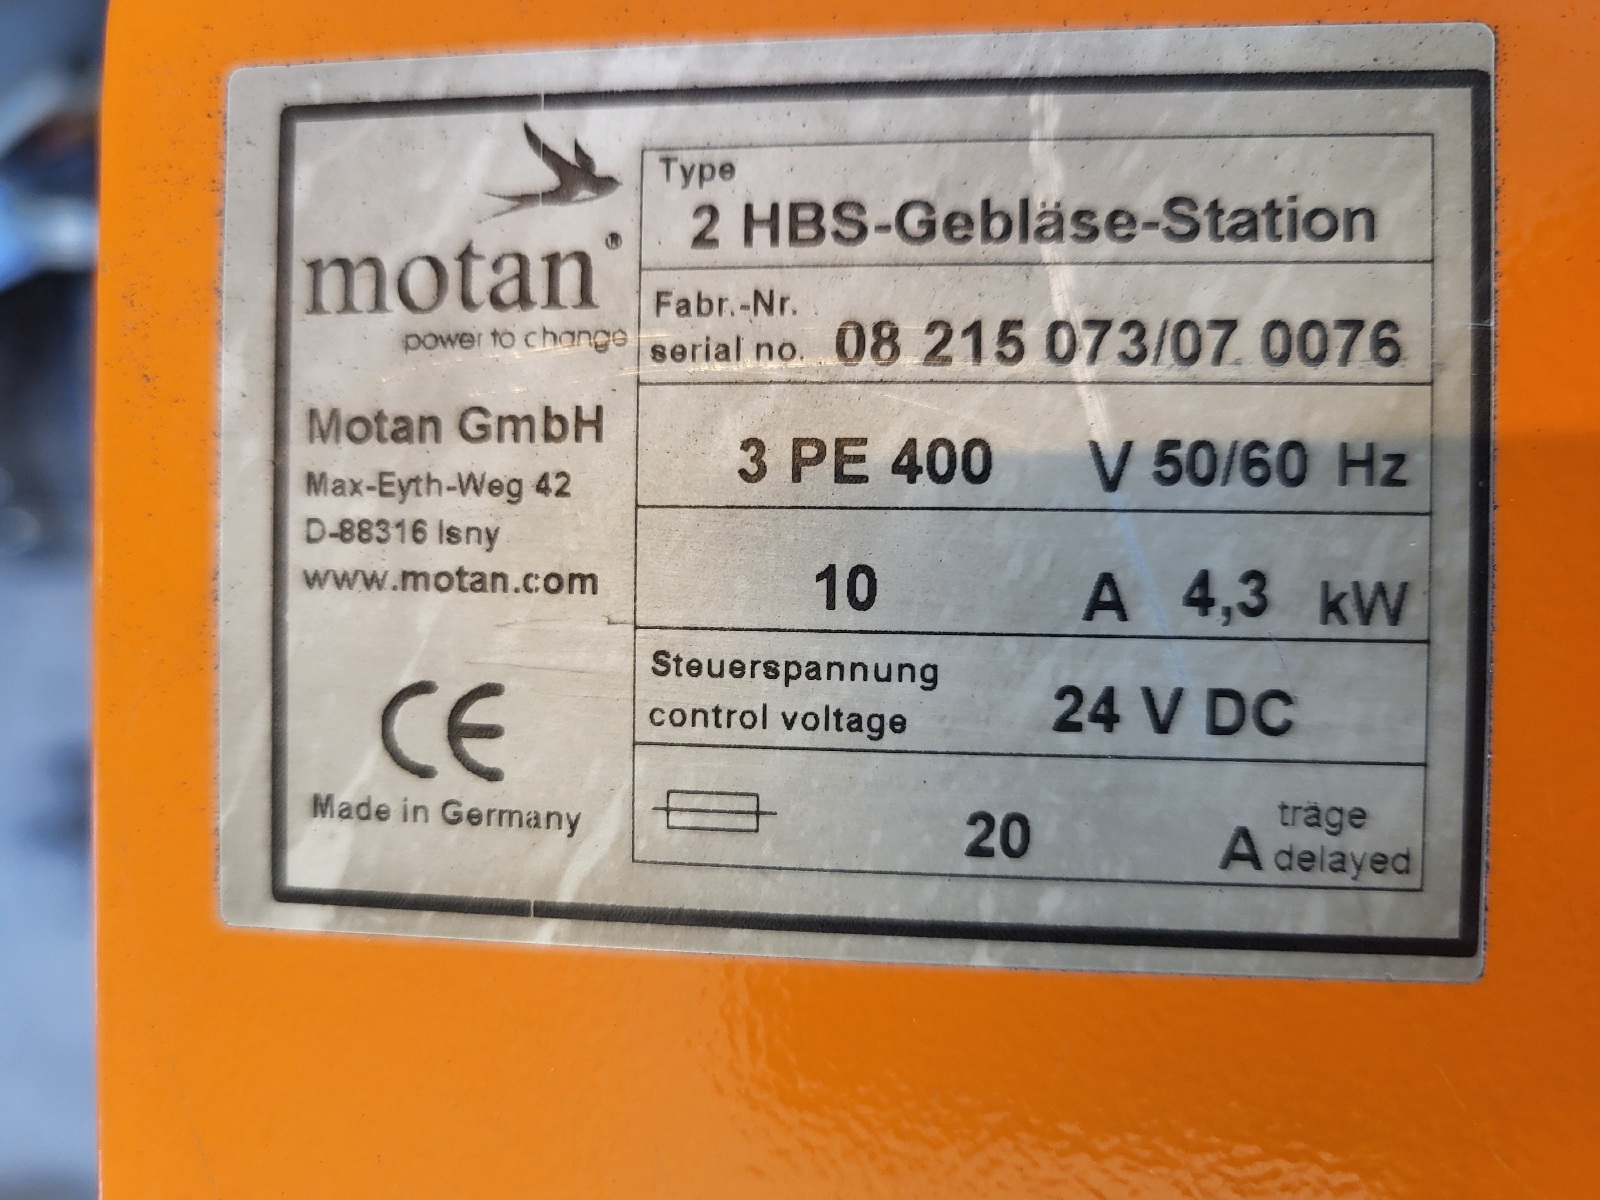 motan®
power to change
Motan GmbH
Max-Eyth-Weg 42
D-88316 Isny
www.motan.com
CE
Made in Germany
Type
2 HBS-Gebläse-Station
Fabr.-Nr.
serial no. 08 215 073/07 0076
3 PE 400 V 50/60 Hz
10 A 4,3 kW
Steuerspannung
control voltage 24 V DC
20 A träge
delayed